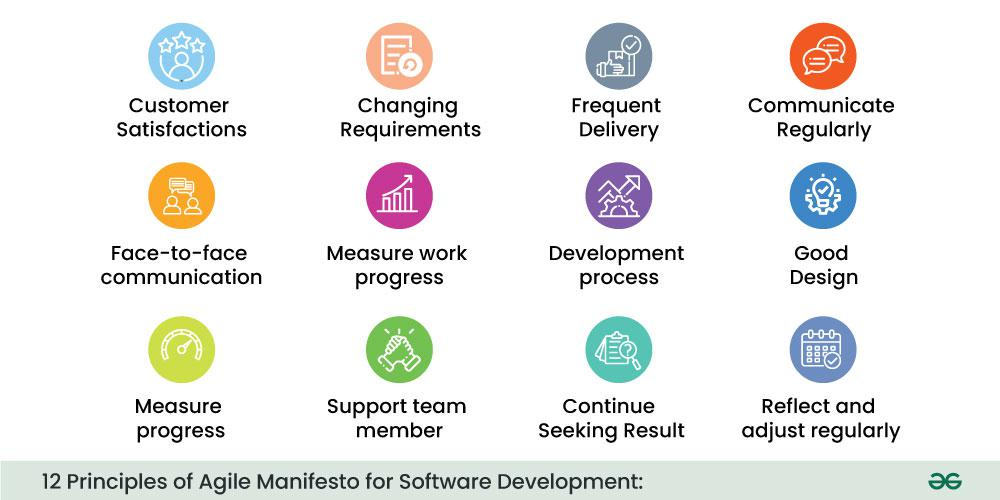 Customer
Satisfactions
Changing
Requirements
Frequent
Delivery
Communicate
Regularly
Face-to-face
communication
Measure work
progress
Development
process
Good
Design
Measure
progress
Support team
member
Continue
Seeking Result
Reflect and
adjust regularly
12 Principles of Agile Manifesto for Software Development: